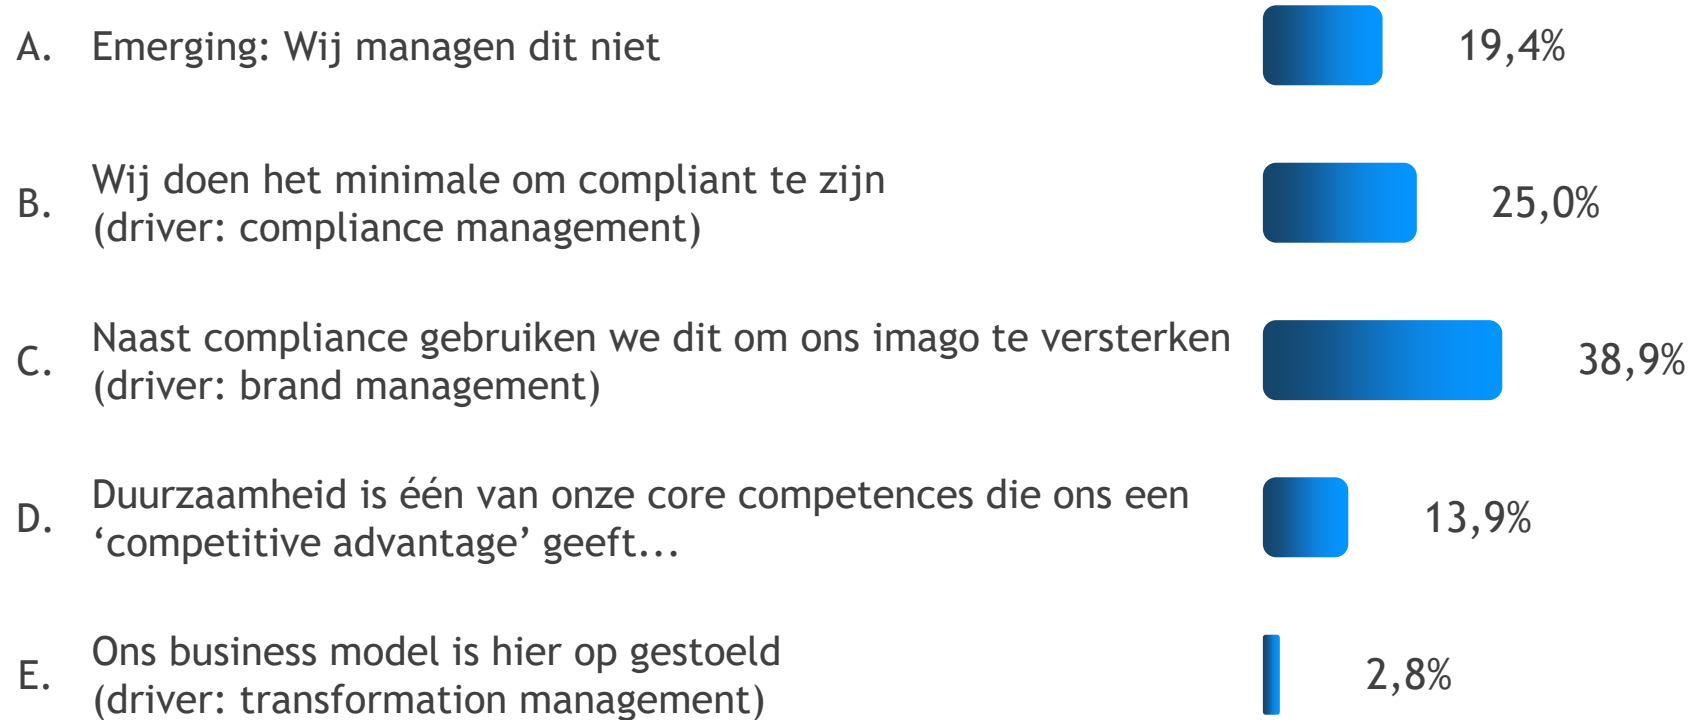 A. Emerging: Wij managen dit niet 19,4%
B. Wij doen het minimale om compliant te zijn 25,0%
(driver: compliance management)
C. Naast compliance gebruiken we dit om ons imago te versterken 38,9%
(driver: brand management)
D. Duurzaamheid is één van onze core competences die ons een 13,9%
‘competitive advantage’ geeft...
E. Ons business model is hier op gestoeld 2,8%
(driver: transformation management)